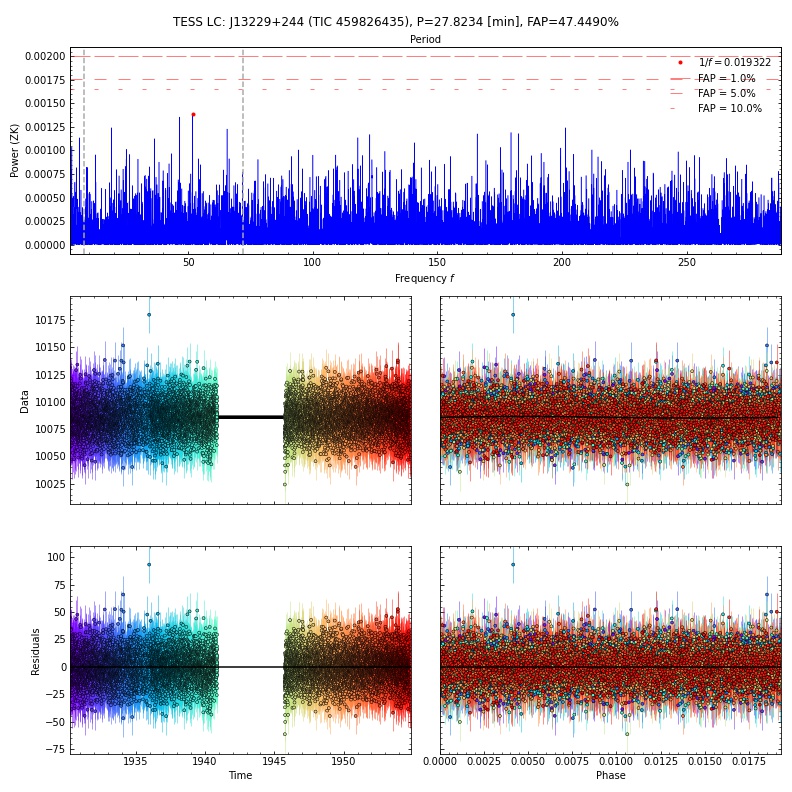 TESS LC: J13229+244 (TIC 459826435), P=27.8234 [min], FAP=47.4490%
Period
0.00200
0.00175
0.00150
0.00125
0.00100
0.00075
0.00050
0.00025
0.00000
Power (ZK)
1/f = 0.019322
FAP = 1.0%
FAP = 5.0%
FAP = 10.0%
50 100 150 200 250
Frequency f
10175
10150
10125
10100
10075
10050
10025
Data
100
75
50
25
0
−25
−50
−75
Residuals
1935 1940 1945 1950
Time
0.0000 0.0025 0.0050 0.0075 0.0100 0.0125 0.0150 0.0175
Phase